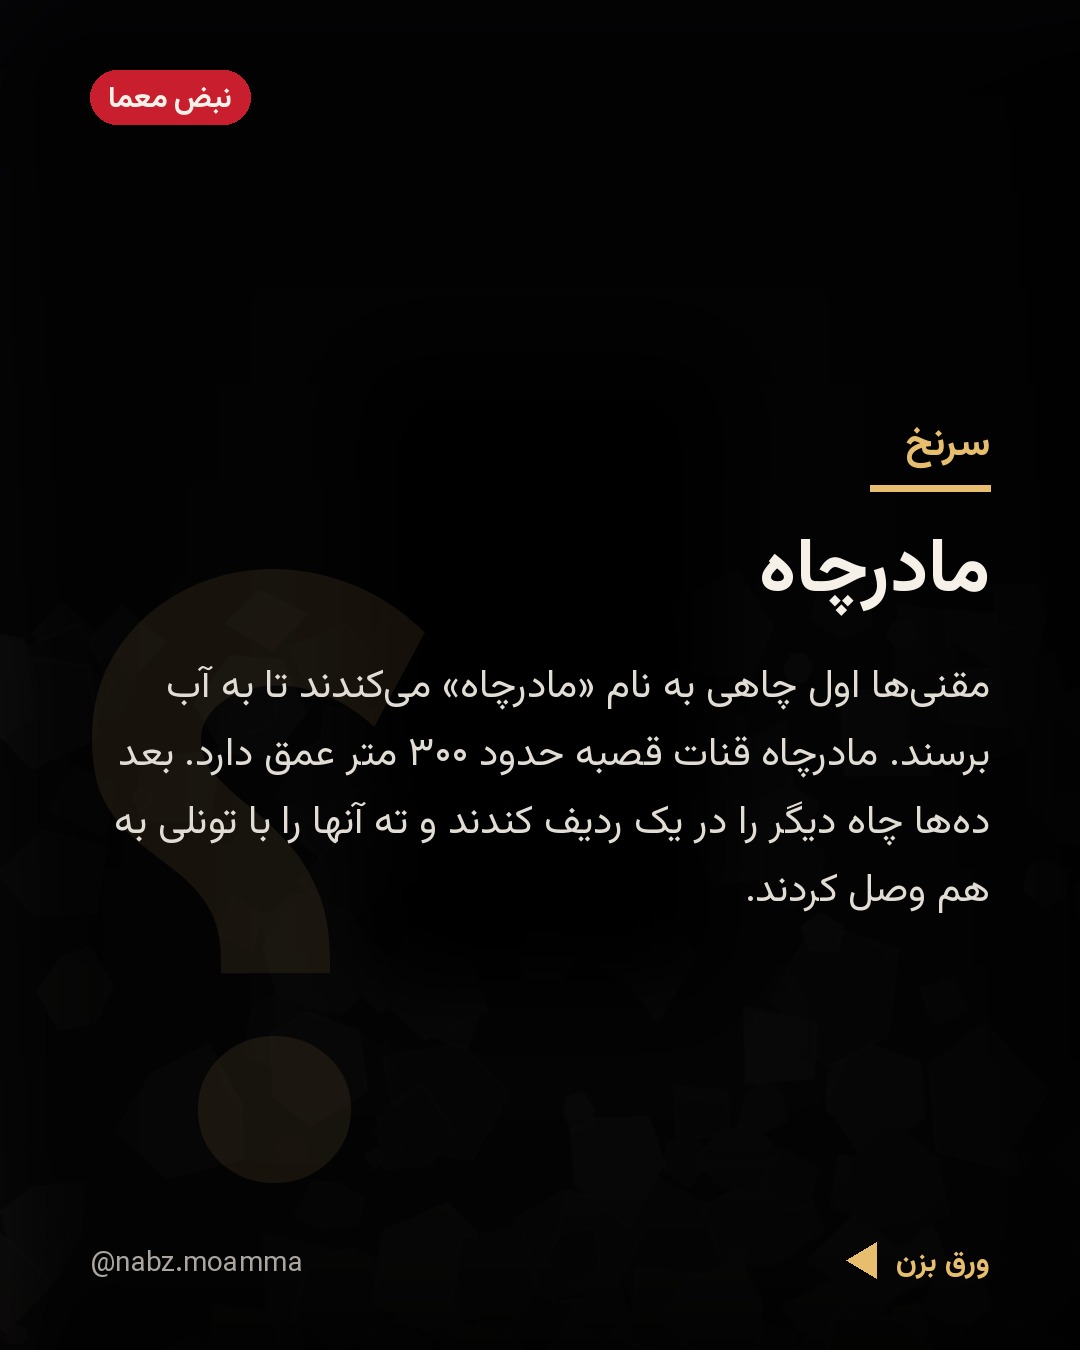 نبض معما
سرنخ
مادرچاه
مقنی‌ها اول چاهی به نام «مادرچاه» می‌کندند تا به آب
برسند. مادرچاه قنات قصبه حدود ۳۰۰ متر عمق دارد. بعد
ده‌ها چاه دیگر را در یک ردیف کندند و ته آنها را با تونلی به
هم وصل کردند.
ورق بزن
@nabz.moamma